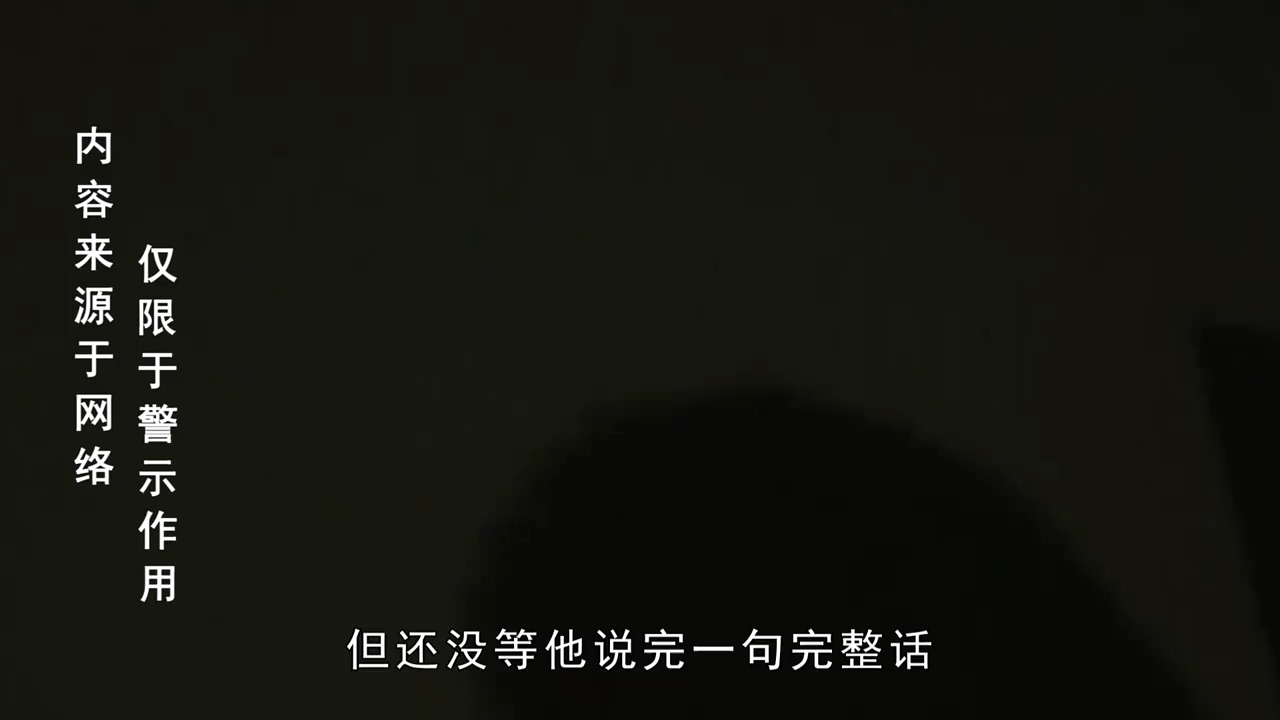 内容来源于网络
仅限于警示作用
但还没等他说完一句完整话